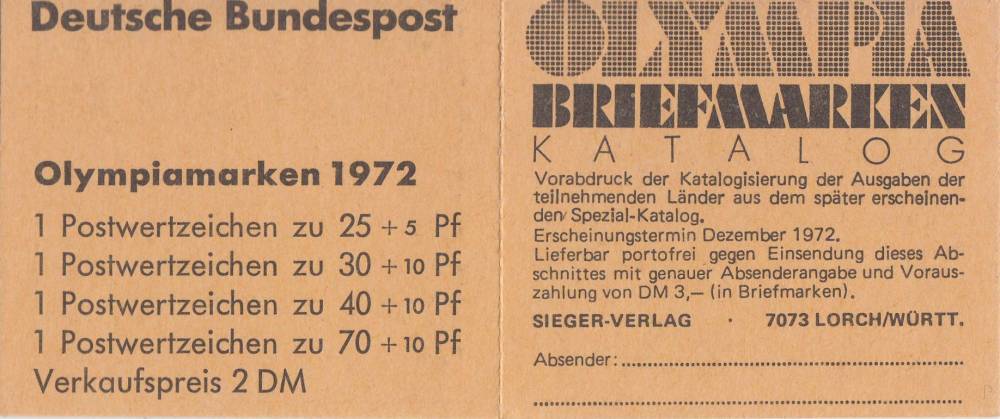 Deutsche Bundespost
Olympiamarken 1972
1 Postwertzeichen zu 25 + 5 Pf
1 Postwertzeichen zu 30 + 10 Pf
1 Postwertzeichen zu 40 + 10 Pf
1 Postwertzeichen zu 70 + 10 Pf
Verkaufspreis 2 DM
OLYMPIA
BRIEFMARKEN
KATALOG
Vorabdruck der Katalogisierung der Ausgaben der
teilnehmenden Länder aus dem später erscheinen-
den Spezial-Katalog.
Erscheinungstermin Dezember 1972.
Lieferbar portofrei gegen Einsendung dieses Ab-
schnittes mit genauer Absenderangabe und Voraus-
zahlung von DM 3,— (in Briefmarken).
SIEGER-VERLAG · 7073 LORCH/WÜRTT.
Absender: